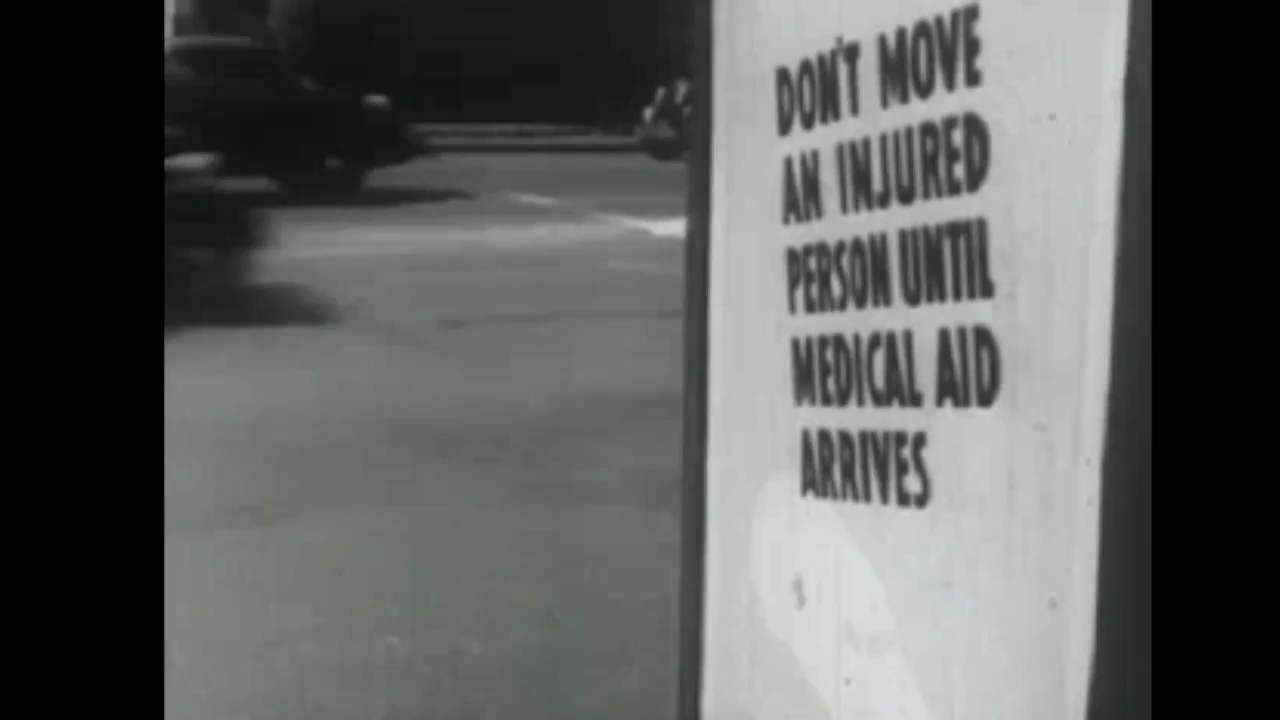 DON'T MOVE
AN INJURED
PERSON UNTIL
MEDICAL AID
ARRIVES